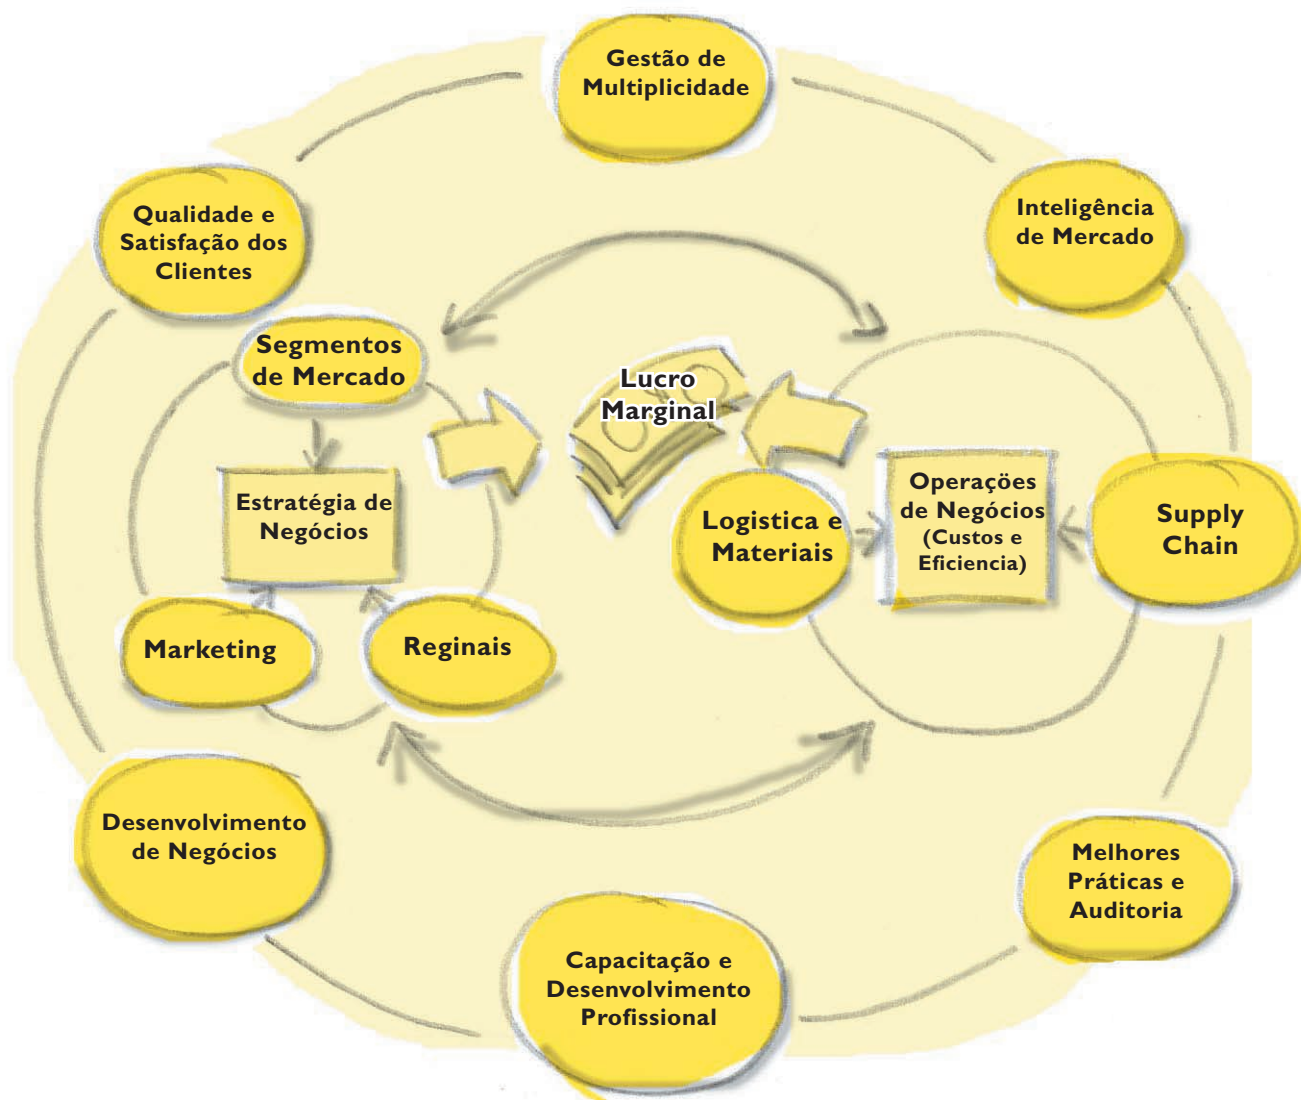 Gestão de
Multiplicidade
Qualidade e
Satisfação dos
Clientes
Inteligência
de Mercado
Segmentos
de Mercado
Lucro
Marginal
Estratégia de
Negócios
Logistica e
Materiais
Operações
de Negócios
(Custos e
Eficiencia)
Supply
Chain
Marketing
Reginais
Desenvolvimento
de Negócios
Melhores
Práticas e
Auditoria
Capacitação e
Desenvolvimento
Profissional